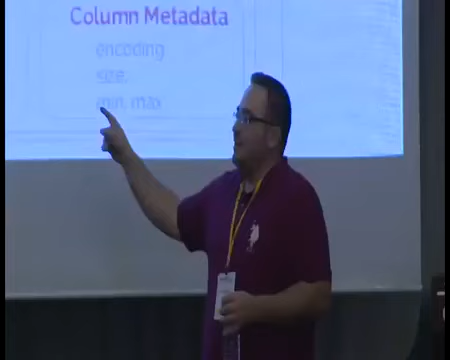 Column Metadata
encoding
size
min, max